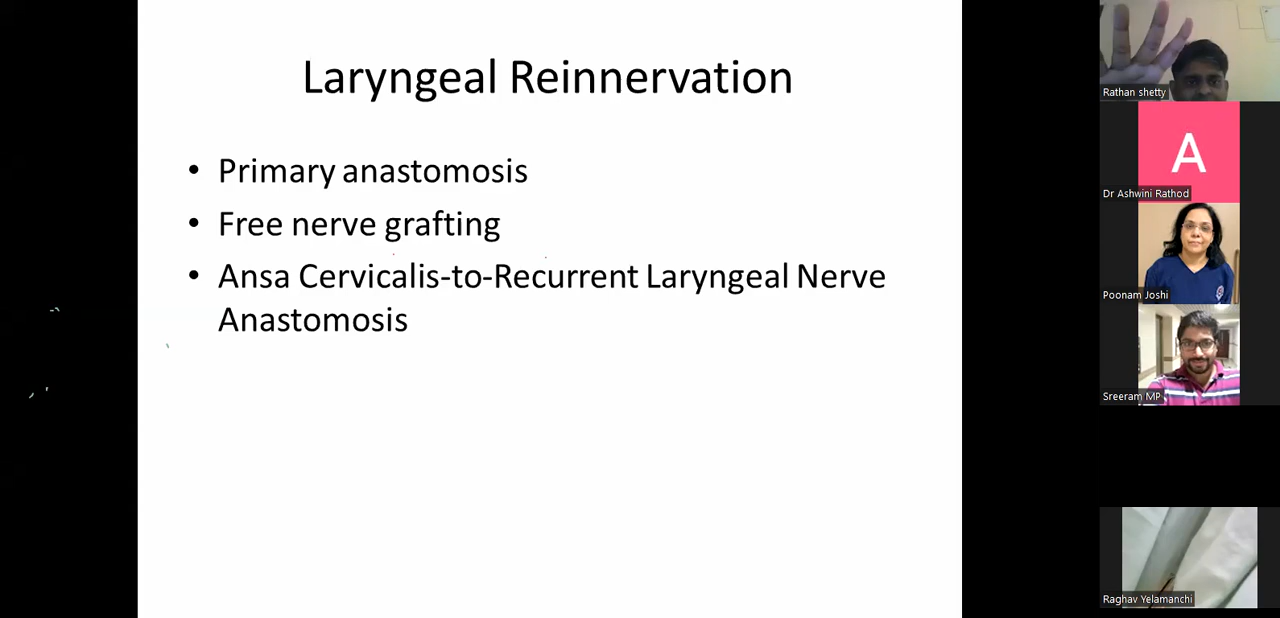 Laryngeal Reinnervation
• Primary anastomosis
• Free nerve grafting
• Ansa Cervicalis-to-Recurrent Laryngeal Nerve
Anastomosis
Rathan shetty
A
Dr Ashwini Rathod
Poonam Joshi
Sreeram MP
Raghav Yelamanchi